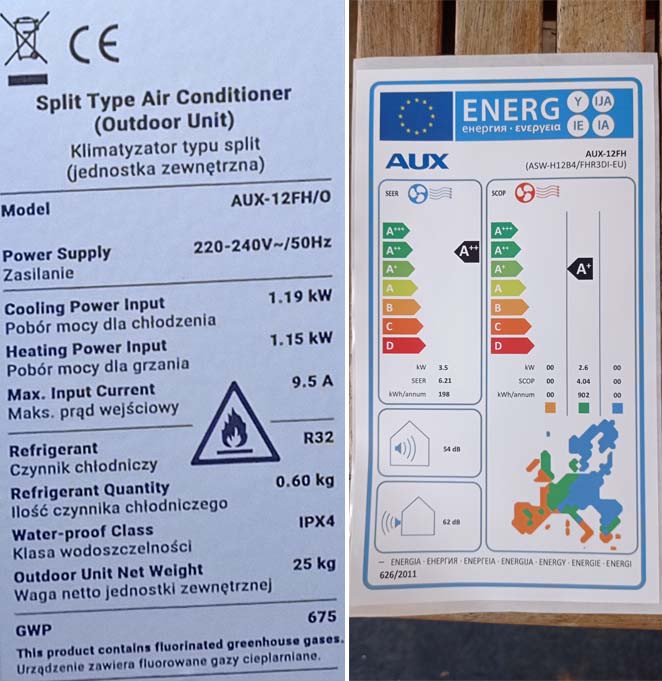 CE
Split Type Air Conditioner
(Outdoor Unit)
Klimatyzator typu split
(jednostka zewnętrzna)
Model AUX-12FH/O
Power Supply 220-240V~/50Hz
Zasilanie
Cooling Power Input 1.19 kW
Pobór mocy dla chłodzenia
Heating Power Input 1.15 kW
Pobór mocy dla grzania
Max. Input Current 9.5 A
Maks. prąd wejściowy
Refrigerant R32
Czynnik chłodniczy
Refrigerant Quantity 0.60 kg
Ilość czynnika chłodniczego
Water-proof Class IPX4
Klasa wodoszczelności
Outdoor Unit Net Weight 25 kg
Waga netto jednostki zewnętrznej
GWP 675
This product contains fluorinated greenhouse gases.
Urządzenie zawiera fluorowane gazy cieplarniane.
ENERG Y IJA
енергия · ενεργεια IE IA
AUX AUX-12FH
(ASW-H12B4/FHR3DI-EU)
SEER SCOP
A+++ A+++
A++ A++ A++
A+ A+ A+
A A
B B
C C
D D
kW 3.5 kW 00 2.6 00
SEER 6.21 SCOP 00 4.04 00
kWh/annum 198 kWh/annum 00 902 00
54 dB
62 dB
— ENERGIA · ЕНЕРГИЯ · ΕΝΕΡΓΕΙΑ · ENERGIJA · ENERGY · ENERGIE · ENERGI
626/2011